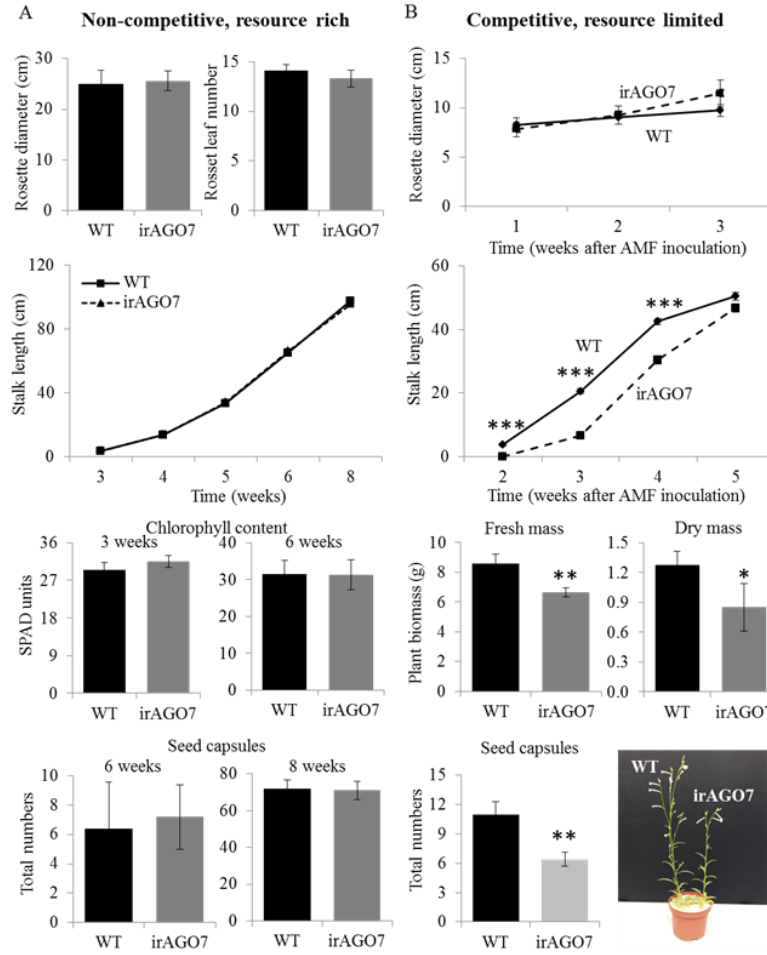 A
Non-competitive, resource rich
Rosette diameter (cm)
30
20
10
0
WT
irAGO7
Rosset leaf number
15
10
5
0
WT
irAGO7
Stalk length (cm)
120
80
40
0
WT
irAGO7
3
4
5
6
8
Time (weeks)
Chlorophyll content
3 weeks
SPAD units
36
27
18
9
0
WT
irAGO7
6 weeks
40
30
20
10
0
WT
irAGO7
Seed capsules
6 weeks
Total numbers
10
8
6
4
2
0
WT
irAGO7
8 weeks
80
60
40
20
0
WT
irAGO7
B
Competitive, resource limited
Rosette diameter (cm)
15
10
5
0
irAGO7
WT
1
2
3
Time (weeks after AMF inoculation)
Stalk length (cm)
60
40
20
0
***
***
***
WT
irAGO7
2
3
4
5
Time (weeks after AMF inoculation)
Fresh mass
Plant biomass (g)
10
8
6
4
2
0
**
WT
irAGO7
Dry mass
1.5
1.2
0.9
0.6
0.3
0.0
*
WT
irAGO7
Seed capsules
Total numbers
15
12
9
6
3
0
**
WT
irAGO7
WT
irAGO7